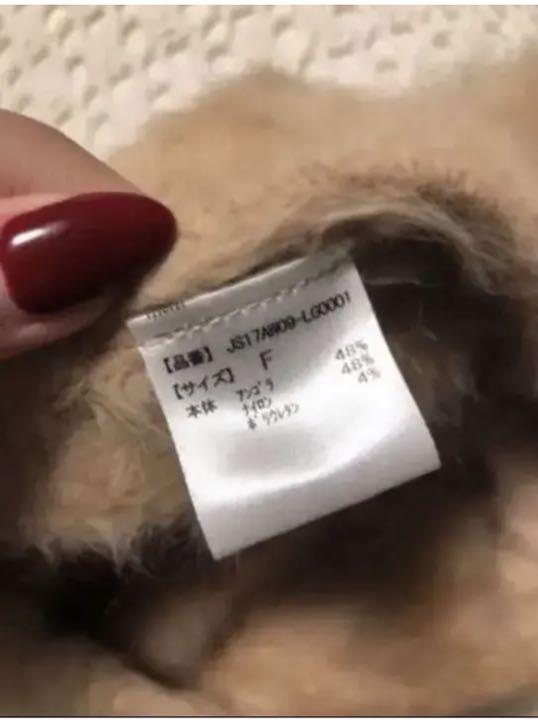 【品番】 JS17AW09-LG0001
【サイズ】 F
本体 アンゴラ 48%
ナイロン 48%
ポリウレタン 4%